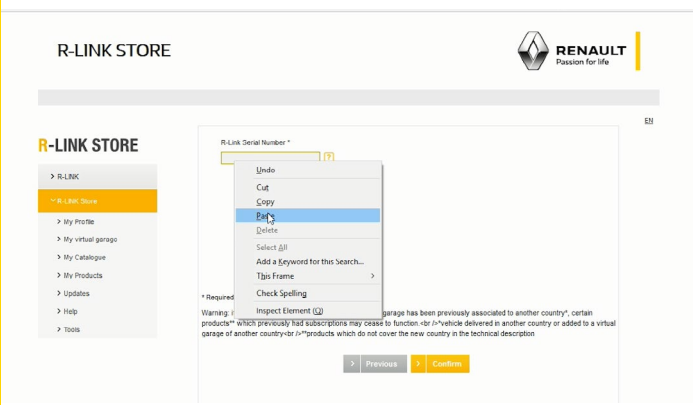 R-LINK STORE
RENAULT
Passion for life
EN
R-LINK STORE
R-LINK
R-LINK Store
My Profile
My virtual garage
My Catalogue
My Products
Updates
Help
Tools
R-Link Serial Number *
?
Undo
Cut
Copy
Paste
Delete
Select All
Add a Keyword for this Search...
This Frame
Check Spelling
Inspect Element (Q)
* Required
Warning: garage has been previously associated to another country*, certain
products** which previously had subscriptions may cease to function.<br />*vehicle delivered in another country or added to a virtual
garage of another country<br />**products which do not cover the new country in the technical description
Previous
Confirm